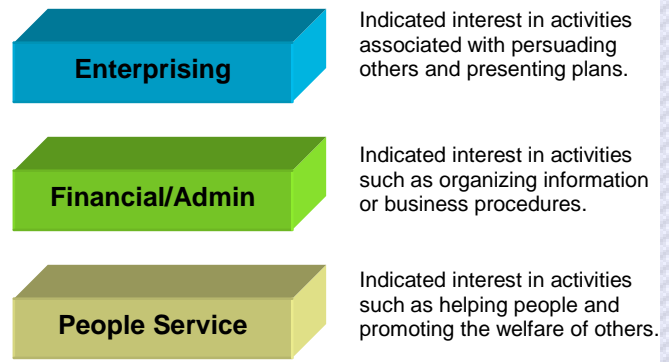 Enterprising
Indicated interest in activities
associated with persuading
others and presenting plans.
Financial/Admin
Indicated interest in activities
such as organizing information
or business procedures.
People Service
Indicated interest in activities
such as helping people and
promoting the welfare of others.